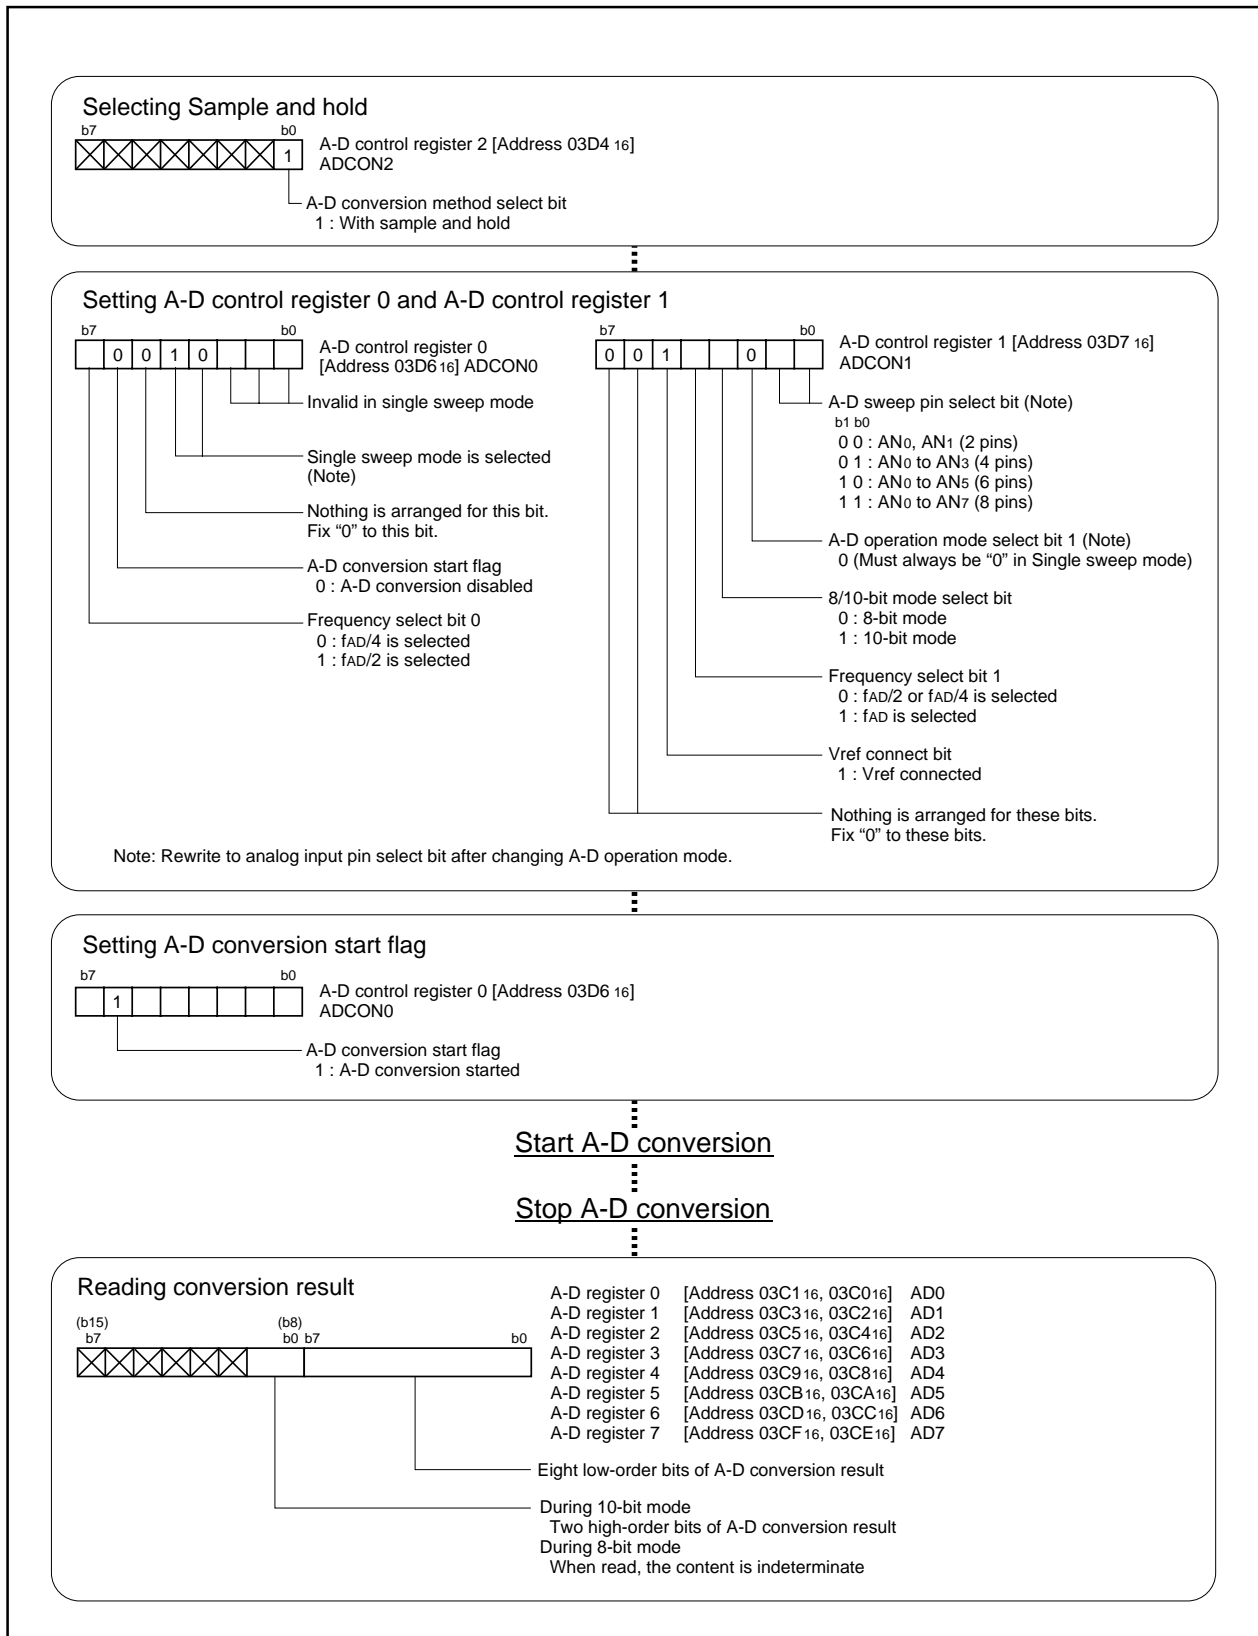 Selecting Sample and hold
b7 b0
1
A-D control register 2 [Address 03D4 16]
ADCON2
A-D conversion method select bit
1 : With sample and hold
Setting A-D control register 0 and A-D control register 1
b7 b0
0 0 1 0
A-D control register 0
[Address 03D6 16] ADCON0
Invalid in single sweep mode
Single sweep mode is selected
(Note)
Nothing is arranged for this bit.
Fix “0” to this bit.
A-D conversion start flag
0 : A-D conversion disabled
Frequency select bit 0
0 : fAD/4 is selected
1 : fAD/2 is selected
b7 b0
0 0 1 0
A-D control register 1 [Address 03D7 16]
ADCON1
A-D sweep pin select bit (Note)
b1 b0
0 0 : AN0, AN1 (2 pins)
0 1 : AN0 to AN3 (4 pins)
1 0 : AN0 to AN5 (6 pins)
1 1 : AN0 to AN7 (8 pins)
A-D operation mode select bit 1 (Note)
0 (Must always be “0” in Single sweep mode)
8/10-bit mode select bit
0 : 8-bit mode
1 : 10-bit mode
Frequency select bit 1
0 : fAD/2 or fAD/4 is selected
1 : fAD is selected
Vref connect bit
1 : Vref connected
Nothing is arranged for these bits.
Fix “0” to these bits.
Note: Rewrite to analog input pin select bit after changing A-D operation mode.
Setting A-D conversion start flag
b7 b0
1
A-D control register 0 [Address 03D6 16]
ADCON0
A-D conversion start flag
1 : A-D conversion started
Start A-D conversion
Stop A-D conversion
Reading conversion result
(b15) (b8)
b7 b0 b7 b0
A-D register 0 [Address 03C1 16, 03C0 16] AD0
A-D register 1 [Address 03C3 16, 03C2 16] AD1
A-D register 2 [Address 03C5 16, 03C4 16] AD2
A-D register 3 [Address 03C7 16, 03C6 16] AD3
A-D register 4 [Address 03C9 16, 03C8 16] AD4
A-D register 5 [Address 03CB 16, 03CA 16] AD5
A-D register 6 [Address 03CD 16, 03CC 16] AD6
A-D register 7 [Address 03CF 16, 03CE 16] AD7
Eight low-order bits of A-D conversion result
During 10-bit mode
Two high-order bits of A-D conversion result
During 8-bit mode
When read, the content is indeterminate